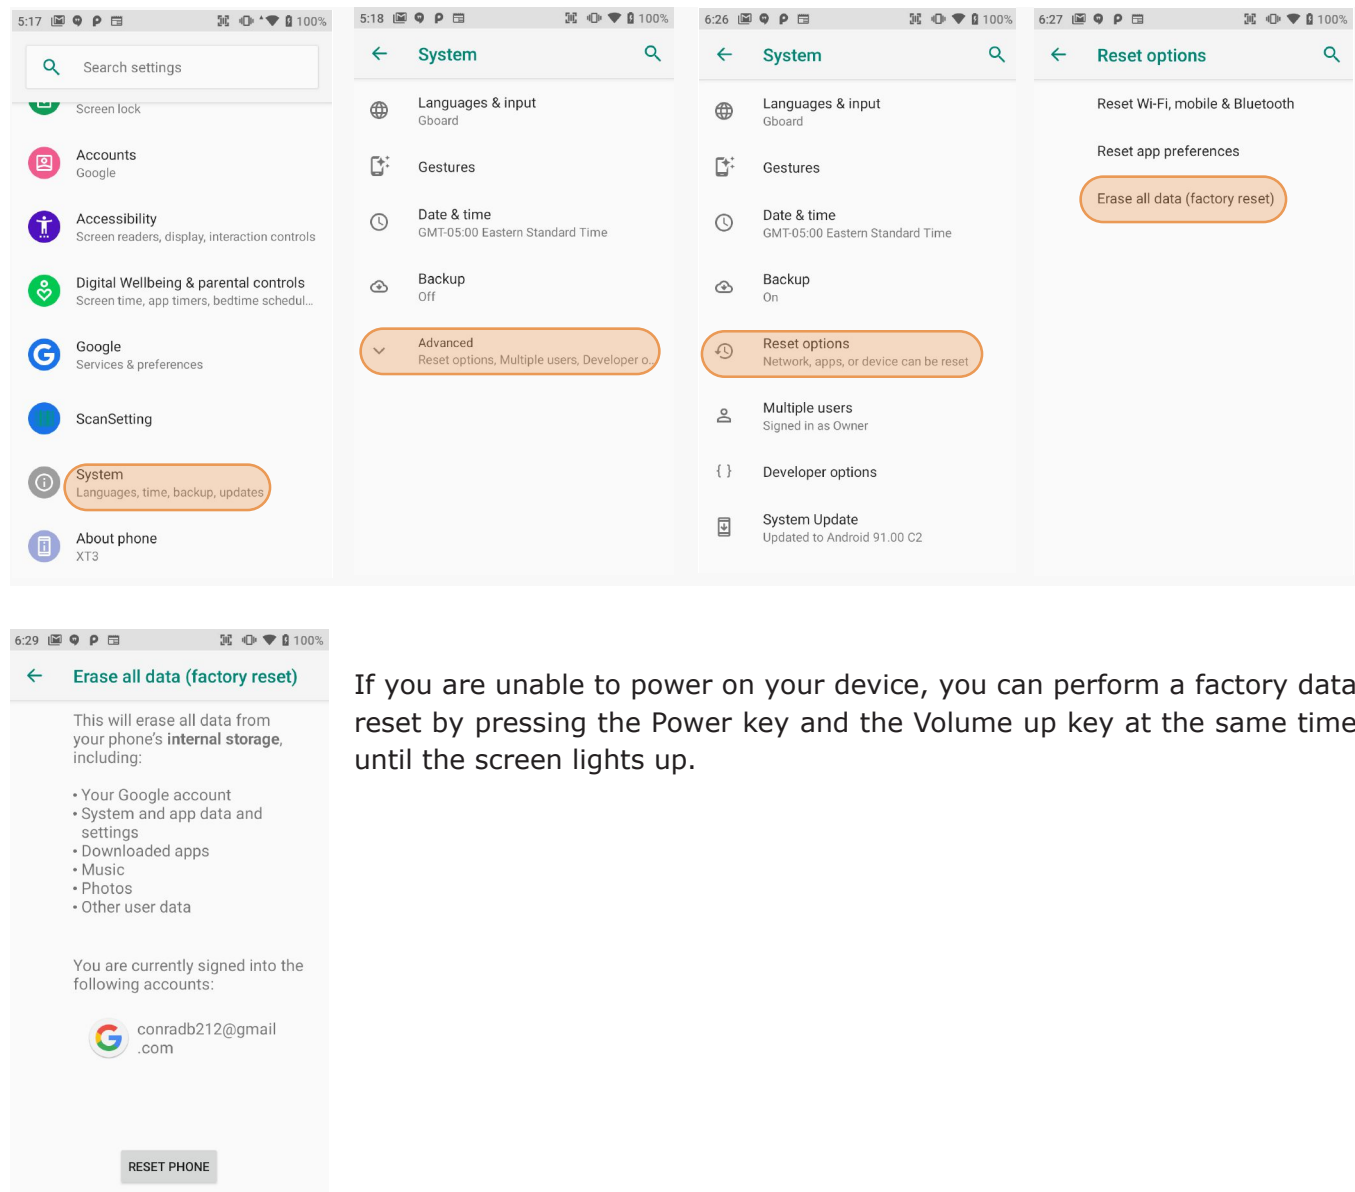 5:17 100%
Search settings
Screen lock
Accounts
Google
Accessibility
Screen readers, display, interaction controls
Digital Wellbeing & parental controls
Screen time, app timers, bedtime schedul...
Google
Services & preferences
ScanSetting
System
Languages, time, backup, updates
About phone
XT3
5:18 100%
System
Languages & input
Gboard
Gestures
Date & time
GMT-05:00 Eastern Standard Time
Backup
Off
Advanced
Reset options, Multiple users, Developer o...
6:26 100%
System
Languages & input
Gboard
Gestures
Date & time
GMT-05:00 Eastern Standard Time
Backup
On
Reset options
Network, apps, or device can be reset
Multiple users
Signed in as Owner
Developer options
System Update
Updated to Android 91.00 C2
6:27 100%
Reset options
Reset Wi-Fi, mobile & Bluetooth
Reset app preferences
Erase all data (factory reset)
6:29 100%
Erase all data (factory reset)
This will erase all data from
your phone's internal storage,
including:
• Your Google account
• System and app data and
settings
• Downloaded apps
• Music
• Photos
• Other user data
You are currently signed into the
following accounts:
conradb212@gmail
.com
RESET PHONE
If you are unable to power on your device, you can perform a factory data
reset by pressing the Power key and the Volume up key at the same time
until the screen lights up.